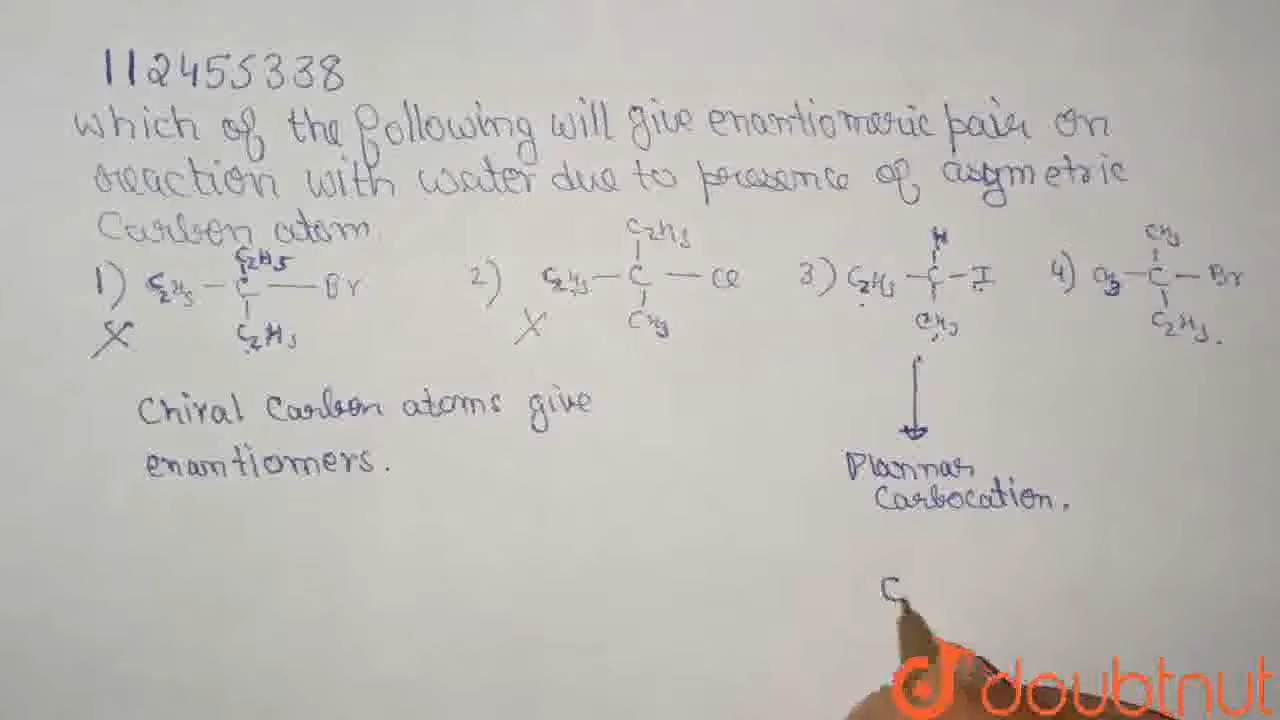 112455338
which of the following will give enantiomeric pair on
reaction with water due to presence of asymetric
Carbon atom.
1) C2H5 – C – Br
C2H5
C2H5
X
2) C2H5 – C – Cl
C2H5
CH3
X
3) C2H5 – C – I
H
CH3
4) CH3 – C – Br
CH3
C2H5.
Chiral Carbon atoms give
enantiomers.
Plannar
Carbocation.
C
doubtnut